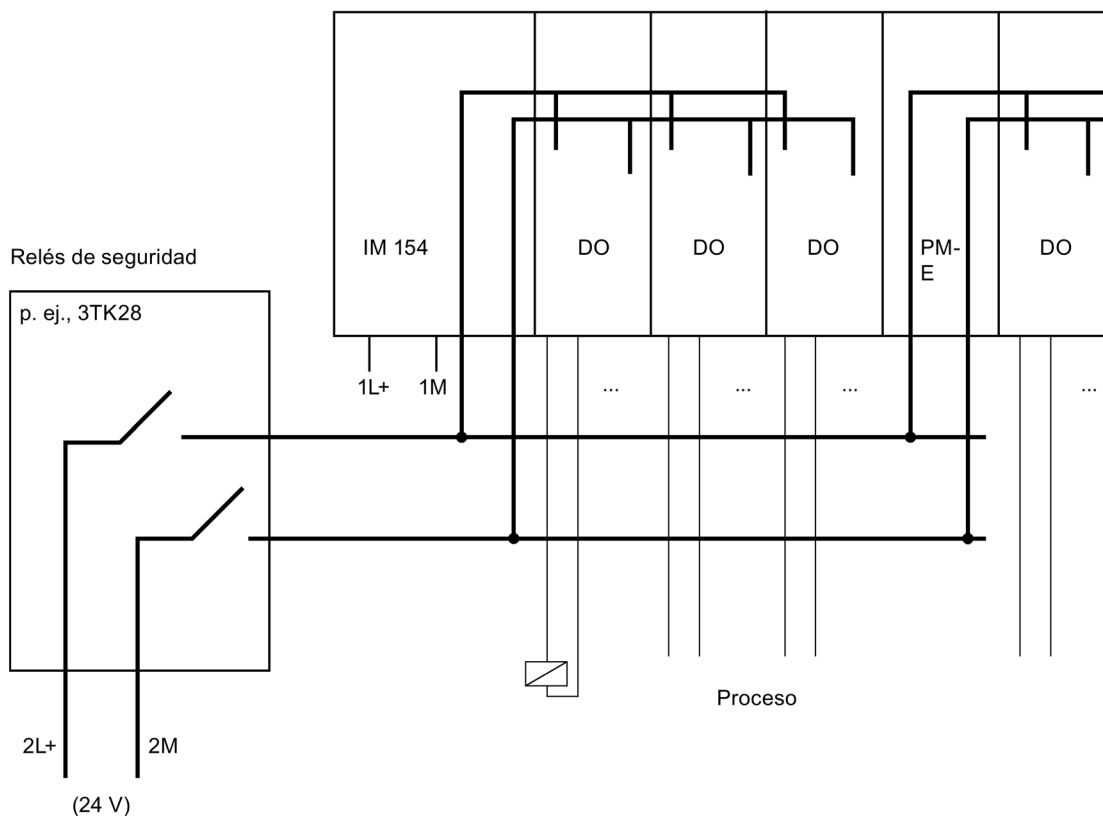 IM 154
DO
DO
DO
PM-
E
DO
Relés de seguridad
p. ej., 3TK28
1L+
1M
...
...
...
...
Proceso
2L+
2M
(24 V)